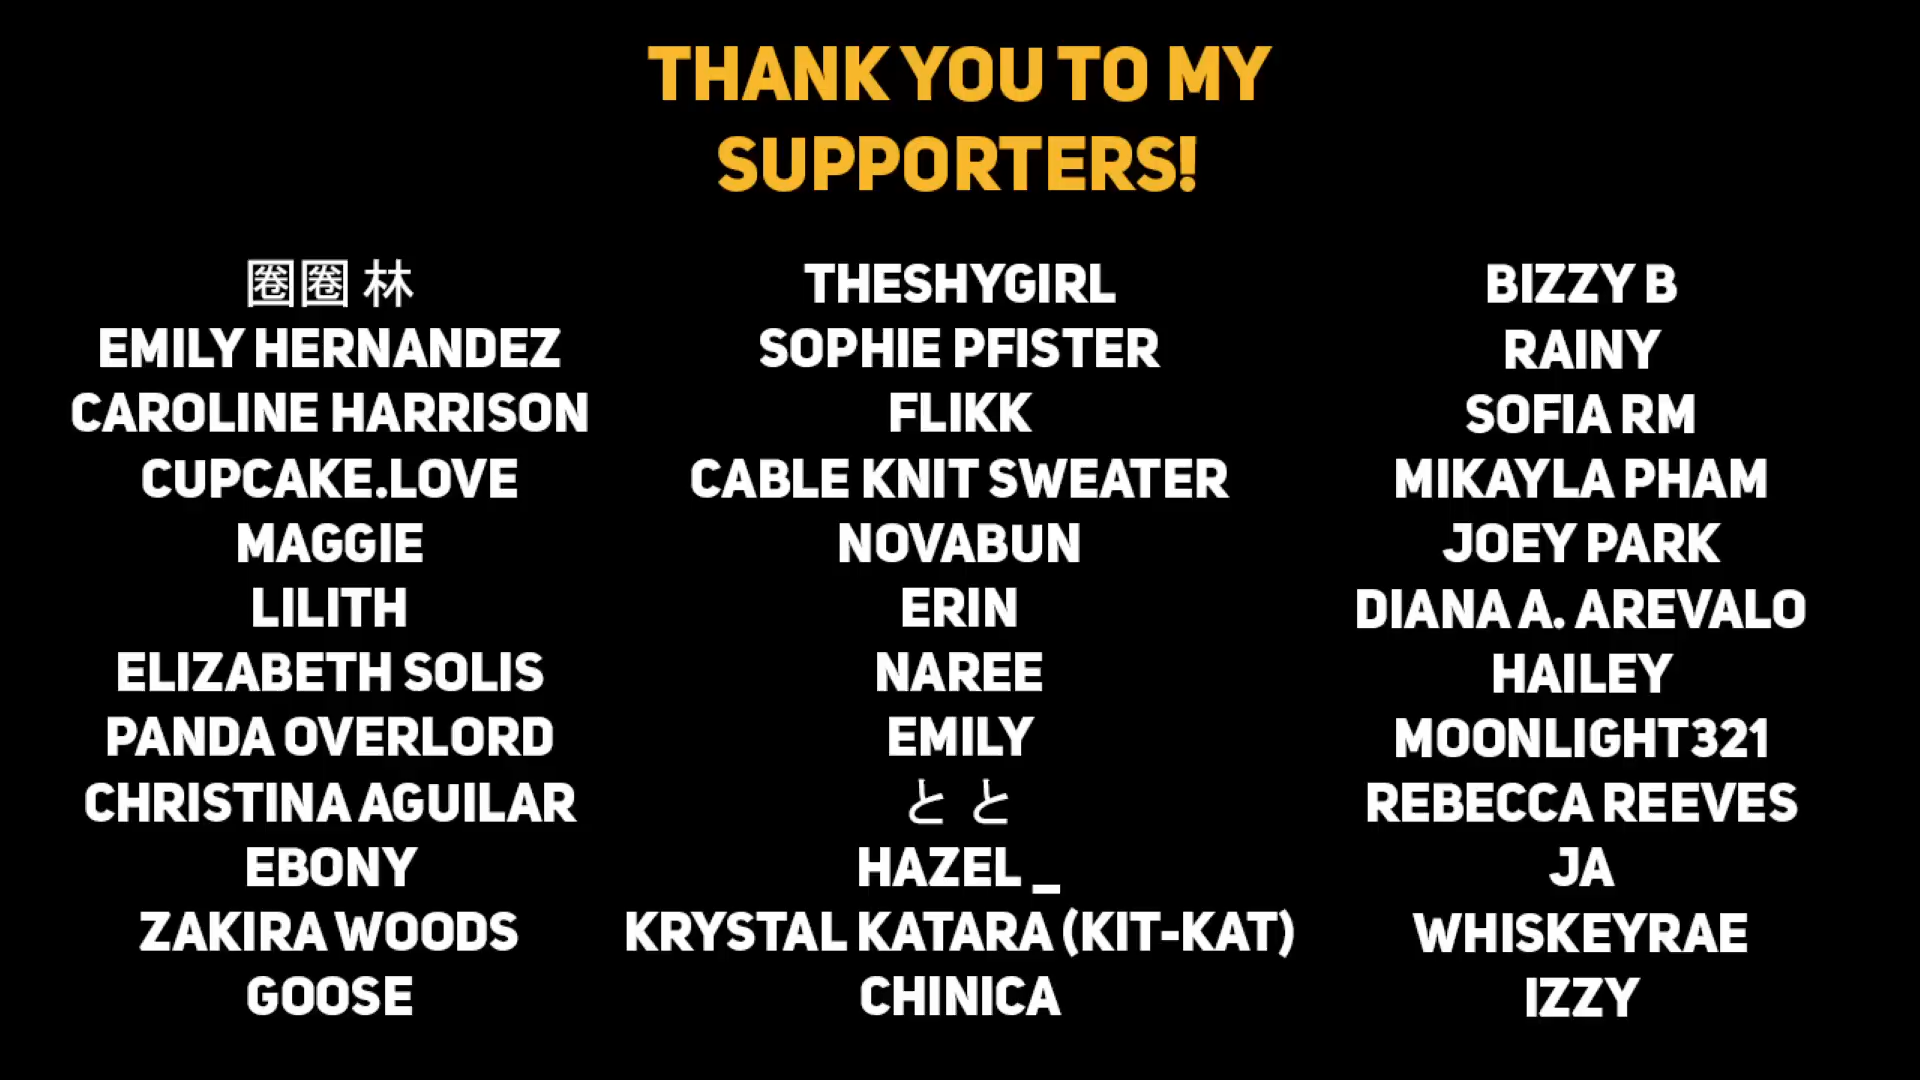 THANK YOU TO MY
SUPPORTERS!
圈圈 林
EMILY HERNANDEZ
CAROLINE HARRISON
CUPCAKE.LOVE
MAGGIE
LILITH
ELIZABETH SOLIS
PANDA OVERLORD
CHRISTINA AGUILAR
EBONY
ZAKIRA WOODS
GOOSE
THESHYGIRL
SOPHIE PFISTER
FLIKK
CABLE KNIT SWEATER
NOVABUN
ERIN
NAREE
EMILY
と と
HAZEL _
KRYSTAL KATARA (KIT-KAT)
CHINICA
BIZZY B
RAINY
SOFIA RM
MIKAYLA PHAM
JOEY PARK
DIANA A. AREVALO
HAILEY
MOONLIGHT321
REBECCA REEVES
JA
WHISKEYRAE
IZZY